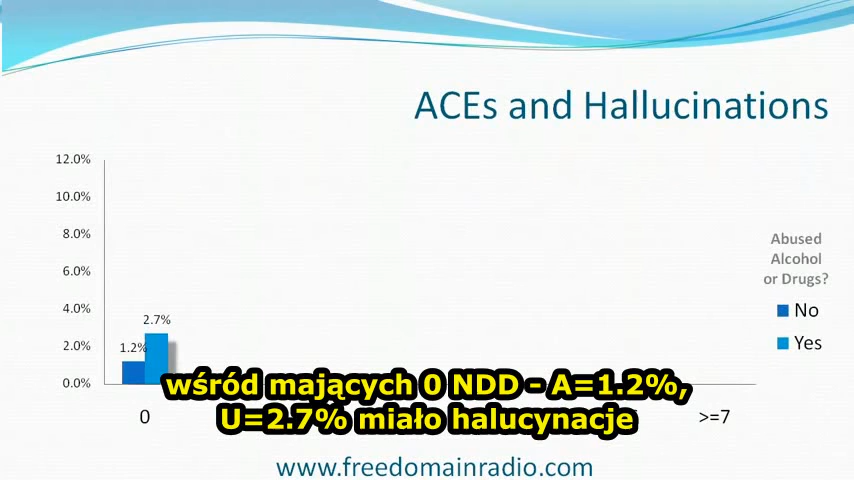 ACEs and Hallucinations
12.0%
10.0%
8.0%
6.0%
4.0%
2.0%
0.0%
2.7%
1.2%
Abused
Alcohol
or Drugs?
No
Yes
wśród mających 0 NDD - A=1.2%,
U=2.7% miało halucynacje
0
>=7
www.freedomainradio.com